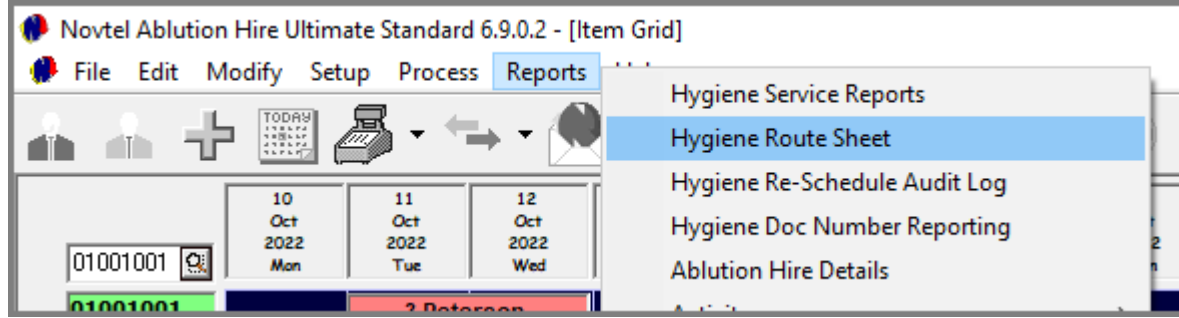 Novtel Ablution Hire Ultimate Standard 6.9.0.2 - [Item Grid]
File Edit Modify Setup Process Reports
Hygiene Service Reports
TODAY
Hygiene Route Sheet
Hygiene Re-Schedule Audit Log
10 11 12
Oct Oct Oct
2022 2022 2022
Mon Tue Wed
Hygiene Doc Number Reporting
01001001
Ablution Hire Details
01001001